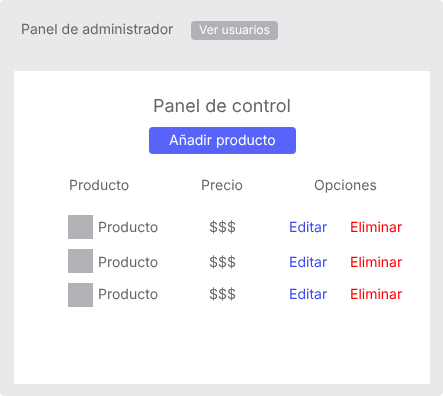 Panel de administrador Ver usuarios
Panel de control
Añadir producto
Producto Precio Opciones
Producto $$$ Editar Eliminar
Producto $$$ Editar Eliminar
Producto $$$ Editar Eliminar